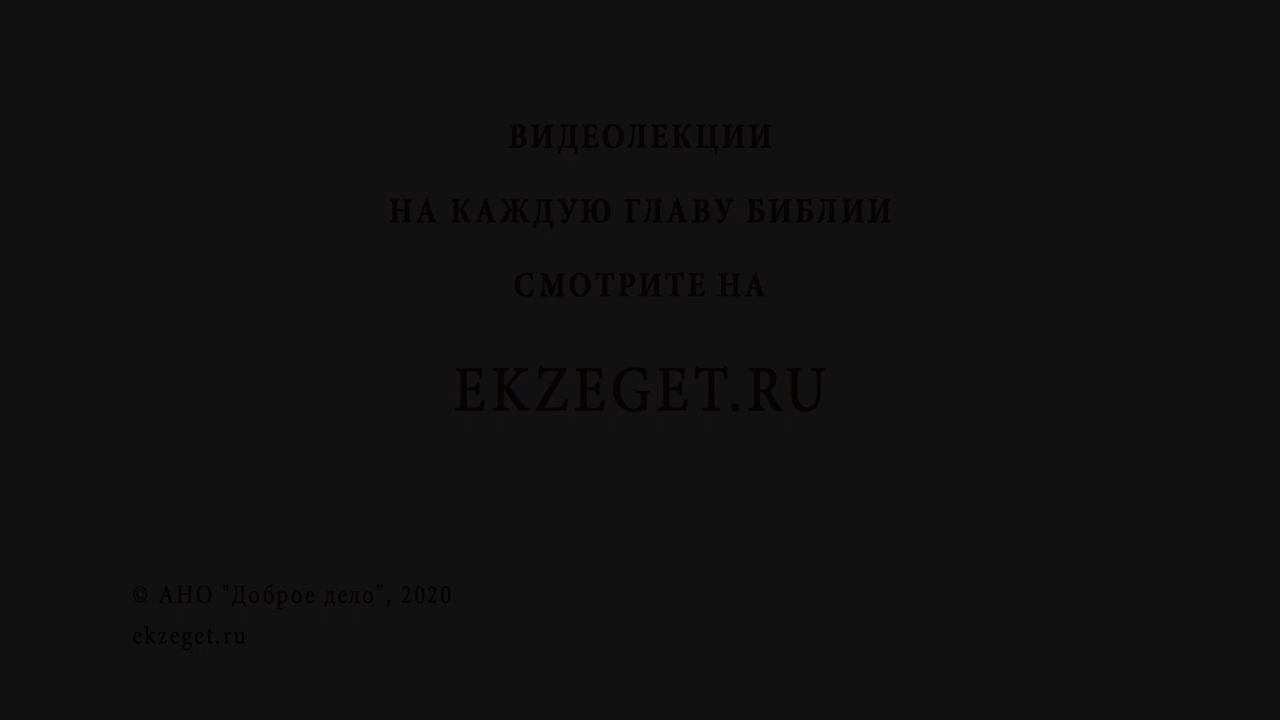 ВИДЕОЛЕКЦИИ
НА КАЖДУЮ ГЛАВУ БИБЛИИ
СМОТРИТЕ НА
EKZEGET.RU
© АНО "Доброе дело", 2020
ekzeget.ru